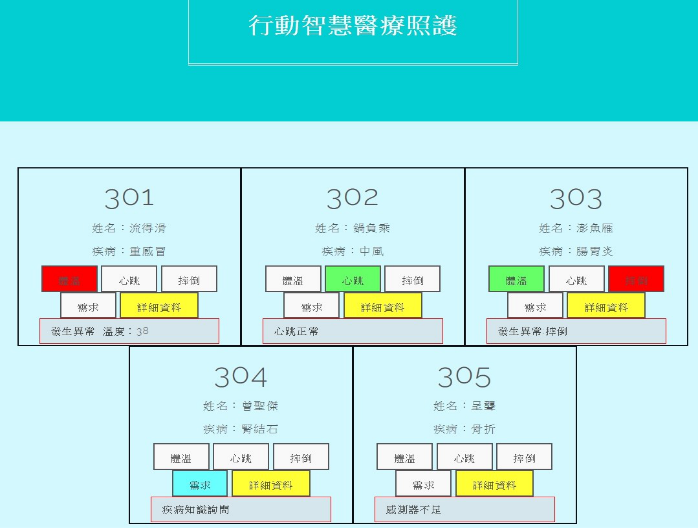 行動智慧醫療照護
301
姓名：流得滑
疾病：重感冒
體溫 心跳 摔倒
需求 詳細資料
發生異常 溫度：38
302
姓名：鍋貟乘
疾病：中風
體溫 心跳 摔倒
需求 詳細資料
心跳正常
303
姓名：澎魚雁
疾病：腸胃炎
體溫 心跳 摔倒
需求 詳細資料
發生異常 摔倒
304
姓名：曾聖傑
疾病：腎結石
體溫 心跳 摔倒
需求 詳細資料
疾病知識詢問
305
姓名：呈龔
疾病：骨折
體溫 心跳 摔倒
需求 詳細資料
感測器不足